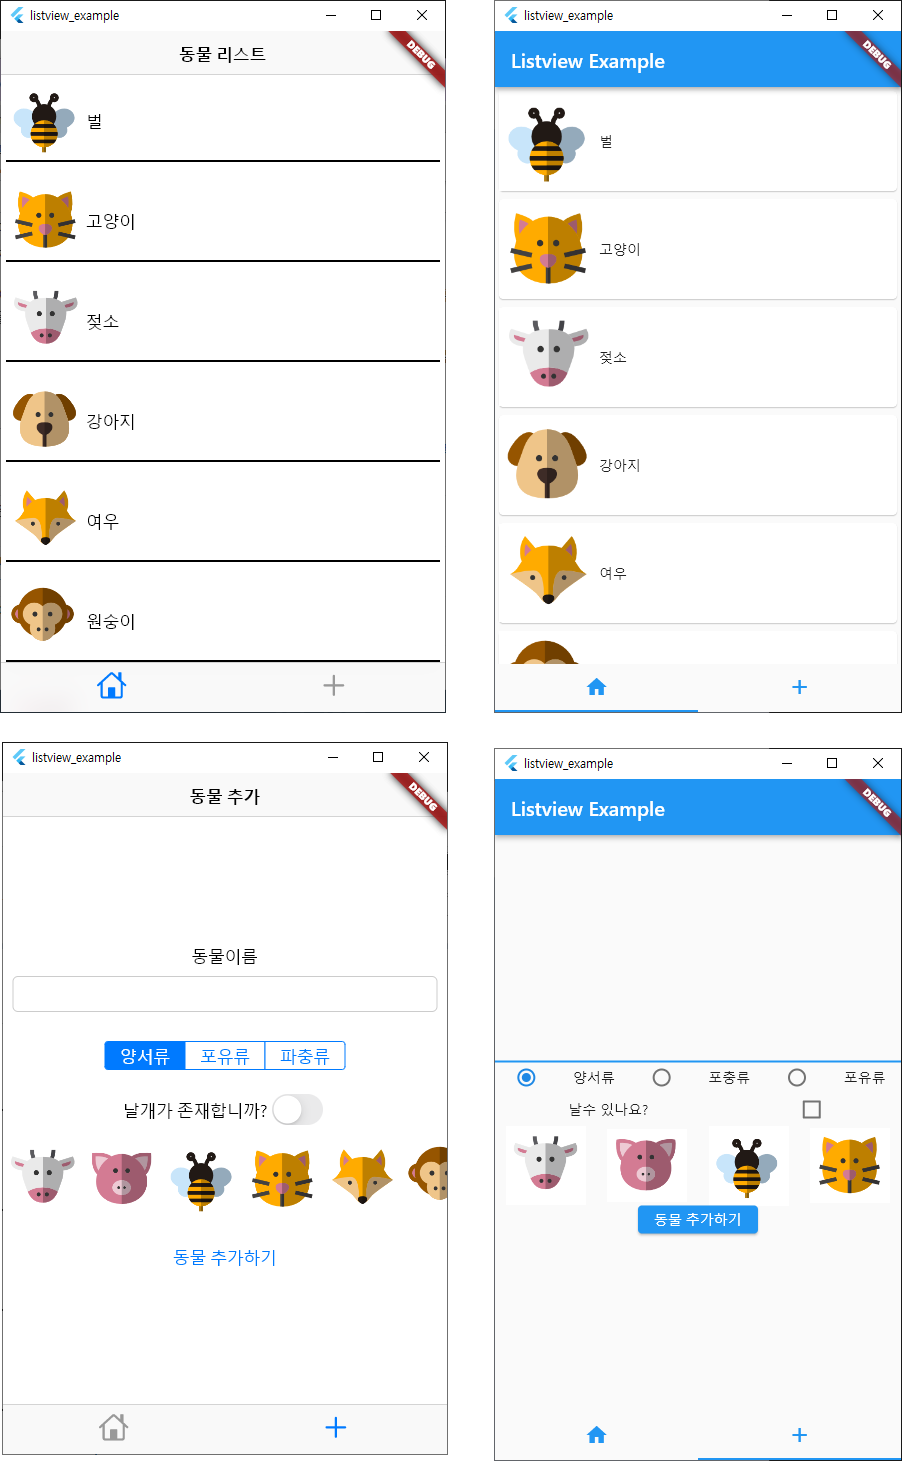 listview_example
동물 리스트
DEBUG
벌
고양이
젖소
강아지
여우
원숭이
listview_example
Listview Example
DEBUG
벌
고양이
젖소
강아지
여우
listview_example
동물 추가
DEBUG
동물이름
양서류 포유류 파충류
날개가 존재합니까?
동물 추가하기
listview_example
Listview Example
DEBUG
양서류 포충류 포유류
날수 있나요?
동물 추가하기